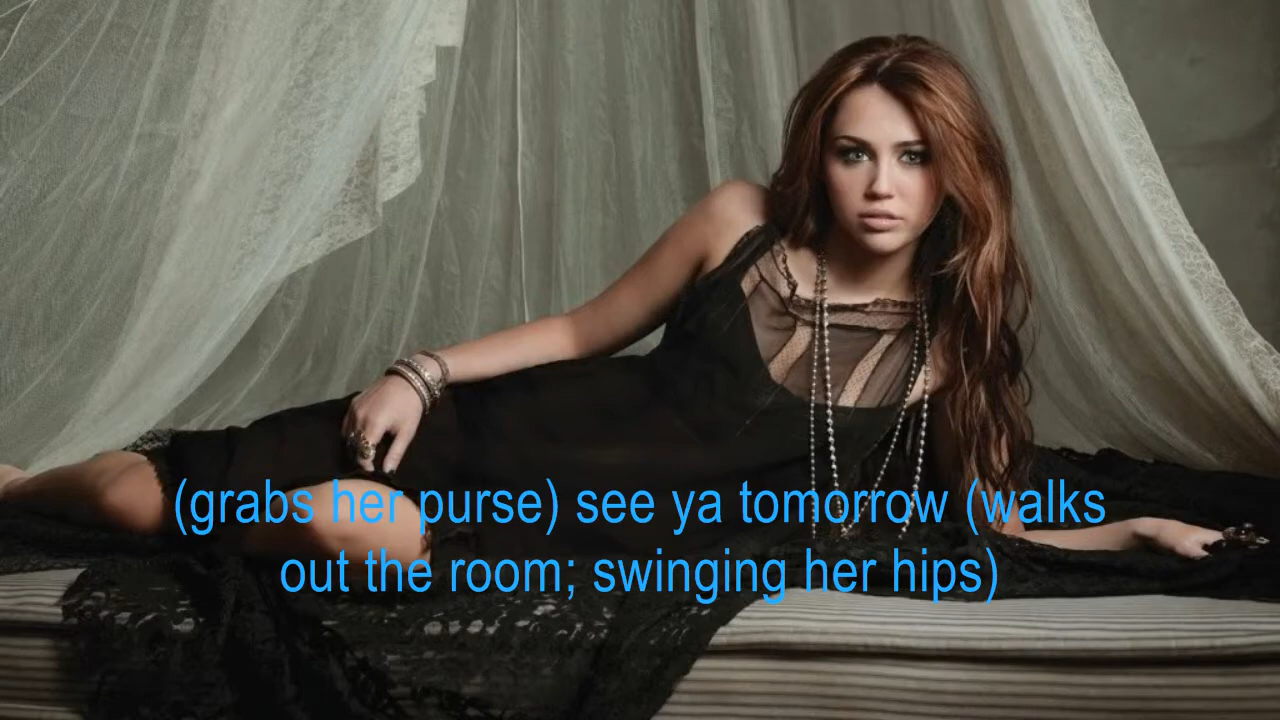 (grabs her purse) see ya tomorrow (walks
out the room; swinging her hips)